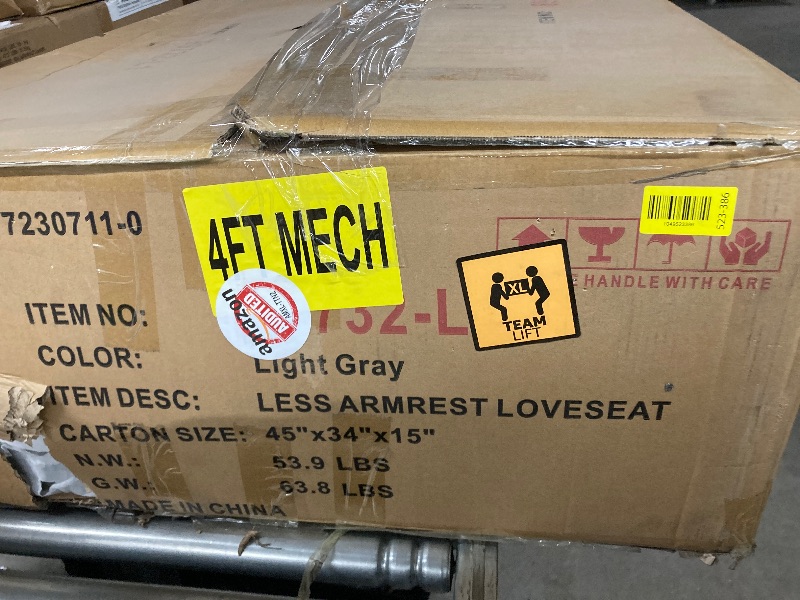 7230711-0
4FT MECH
523-386
E HANDLE WITH CARE
XL
TEAM
LIFT
amazon
AUDITED
ITEM NO: 732-L
COLOR: Light Gray
ITEM DESC: LESS ARMREST LOVESEAT
CARTON SIZE: 45"x34"x15"
N.W.: 53.9 LBS
G.W.: 63.8 LBS
MADE IN CHINA